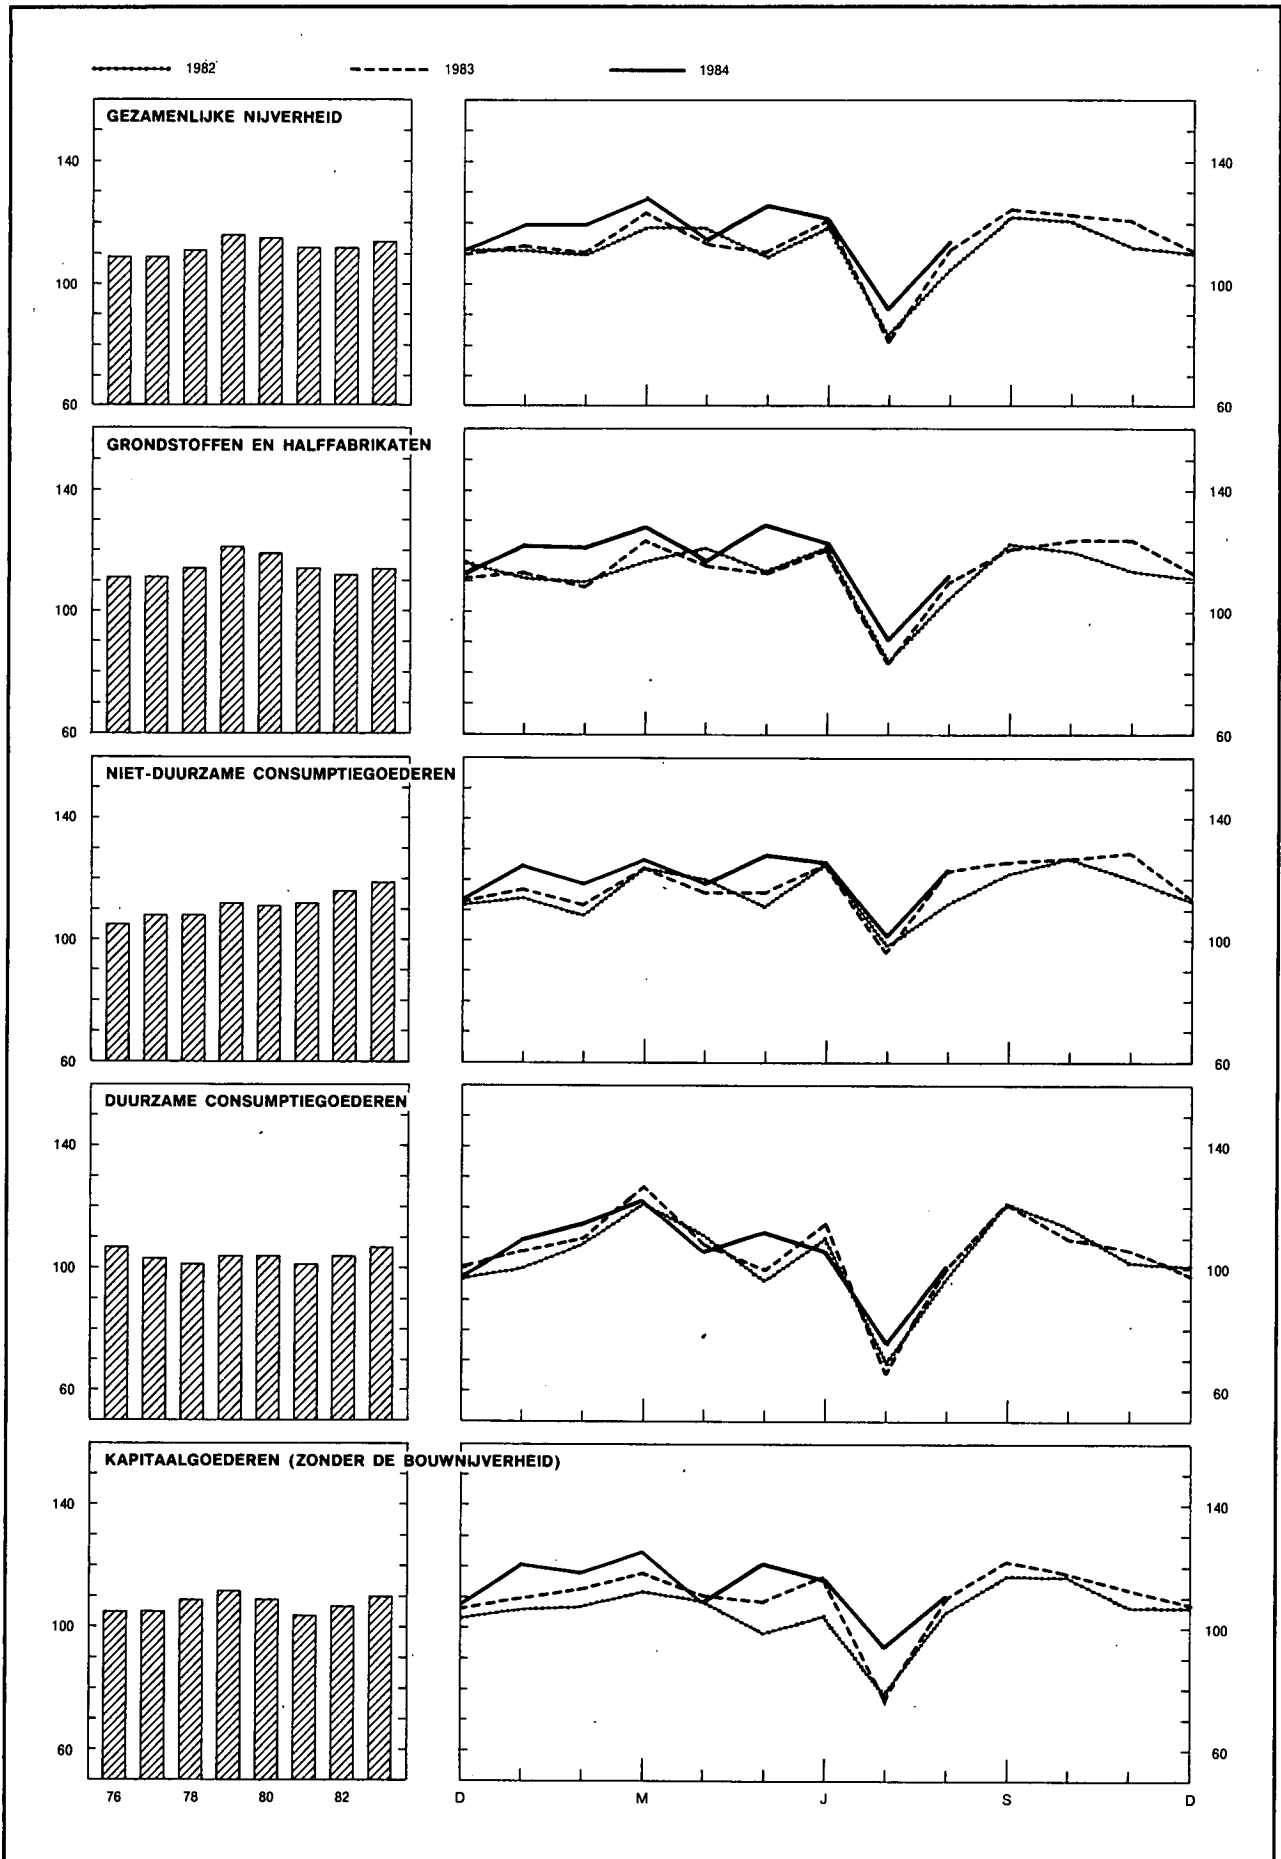 1982 1983 1984
GEZAMENLIJKE NIJVERHEID
140 140
100 100
60 60
GRONDSTOFFEN EN HALFFABRIKATEN
140 140
100 100
60 60
NIET-DUURZAME CONSUMPTIEGOEDEREN
140 140
100 100
60 60
DUURZAME CONSUMPTIEGOEDEREN
140 140
100 100
60 60
KAPITAALGOEDEREN (ZONDER DE BOUWNIJVERHEID)
140 140
100 100
60 60
76 78 80 82 D M J S D